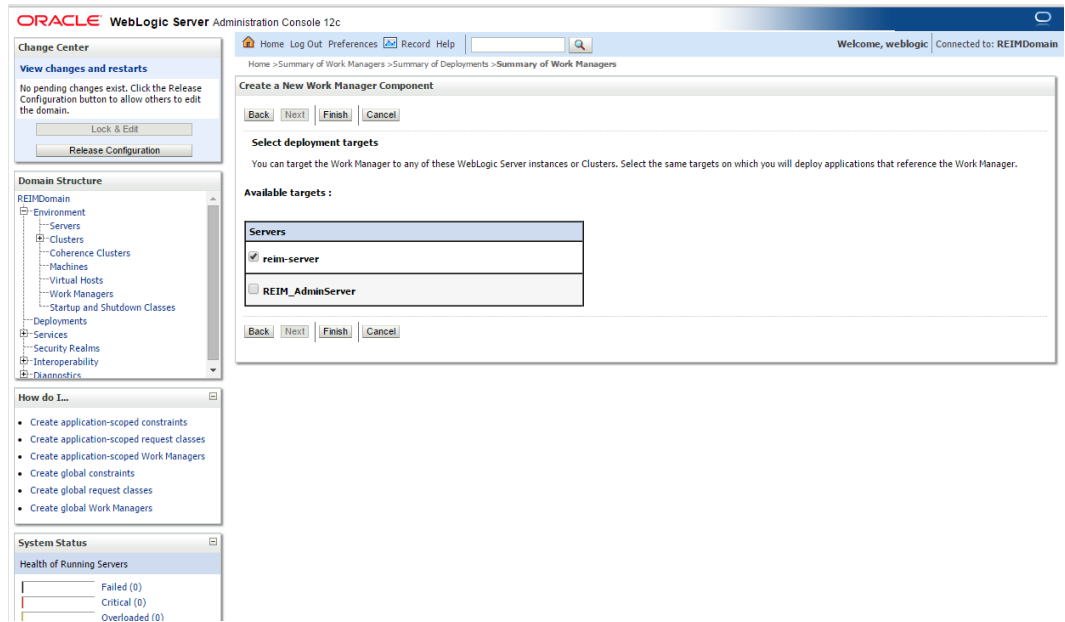 ORACLE WebLogic Server Administration Console 12c
Change Center
View changes and restarts
No pending changes exist. Click the Release
Configuration button to allow others to edit
the domain.
Lock & Edit
Release Configuration
Domain Structure
REIMDomain
Environment
Servers
Clusters
Coherence Clusters
Machines
Virtual Hosts
Work Managers
Startup and Shutdown Classes
Deployments
Services
Security Realms
Interoperability
Diagnostics
How do I...
Create application-scoped constraints
Create application-scoped request classes
Create application-scoped Work Managers
Create global constraints
Create global request classes
Create global Work Managers
System Status
Health of Running Servers
Failed (0)
Critical (0)
Overloaded (0)
Home Log Out Preferences Record Help
Welcome, weblogic Connected to: REIMDomain
Home >Summary of Work Managers >Summary of Deployments >Summary of Work Managers
Create a New Work Manager Component
Back Next Finish Cancel
Select deployment targets
You can target the Work Manager to any of these WebLogic Server instances or Clusters. Select the same targets on which you will deploy applications that reference the Work Manager.
Available targets :
Servers
reim-server
REIM_AdminServer
Back Next Finish Cancel